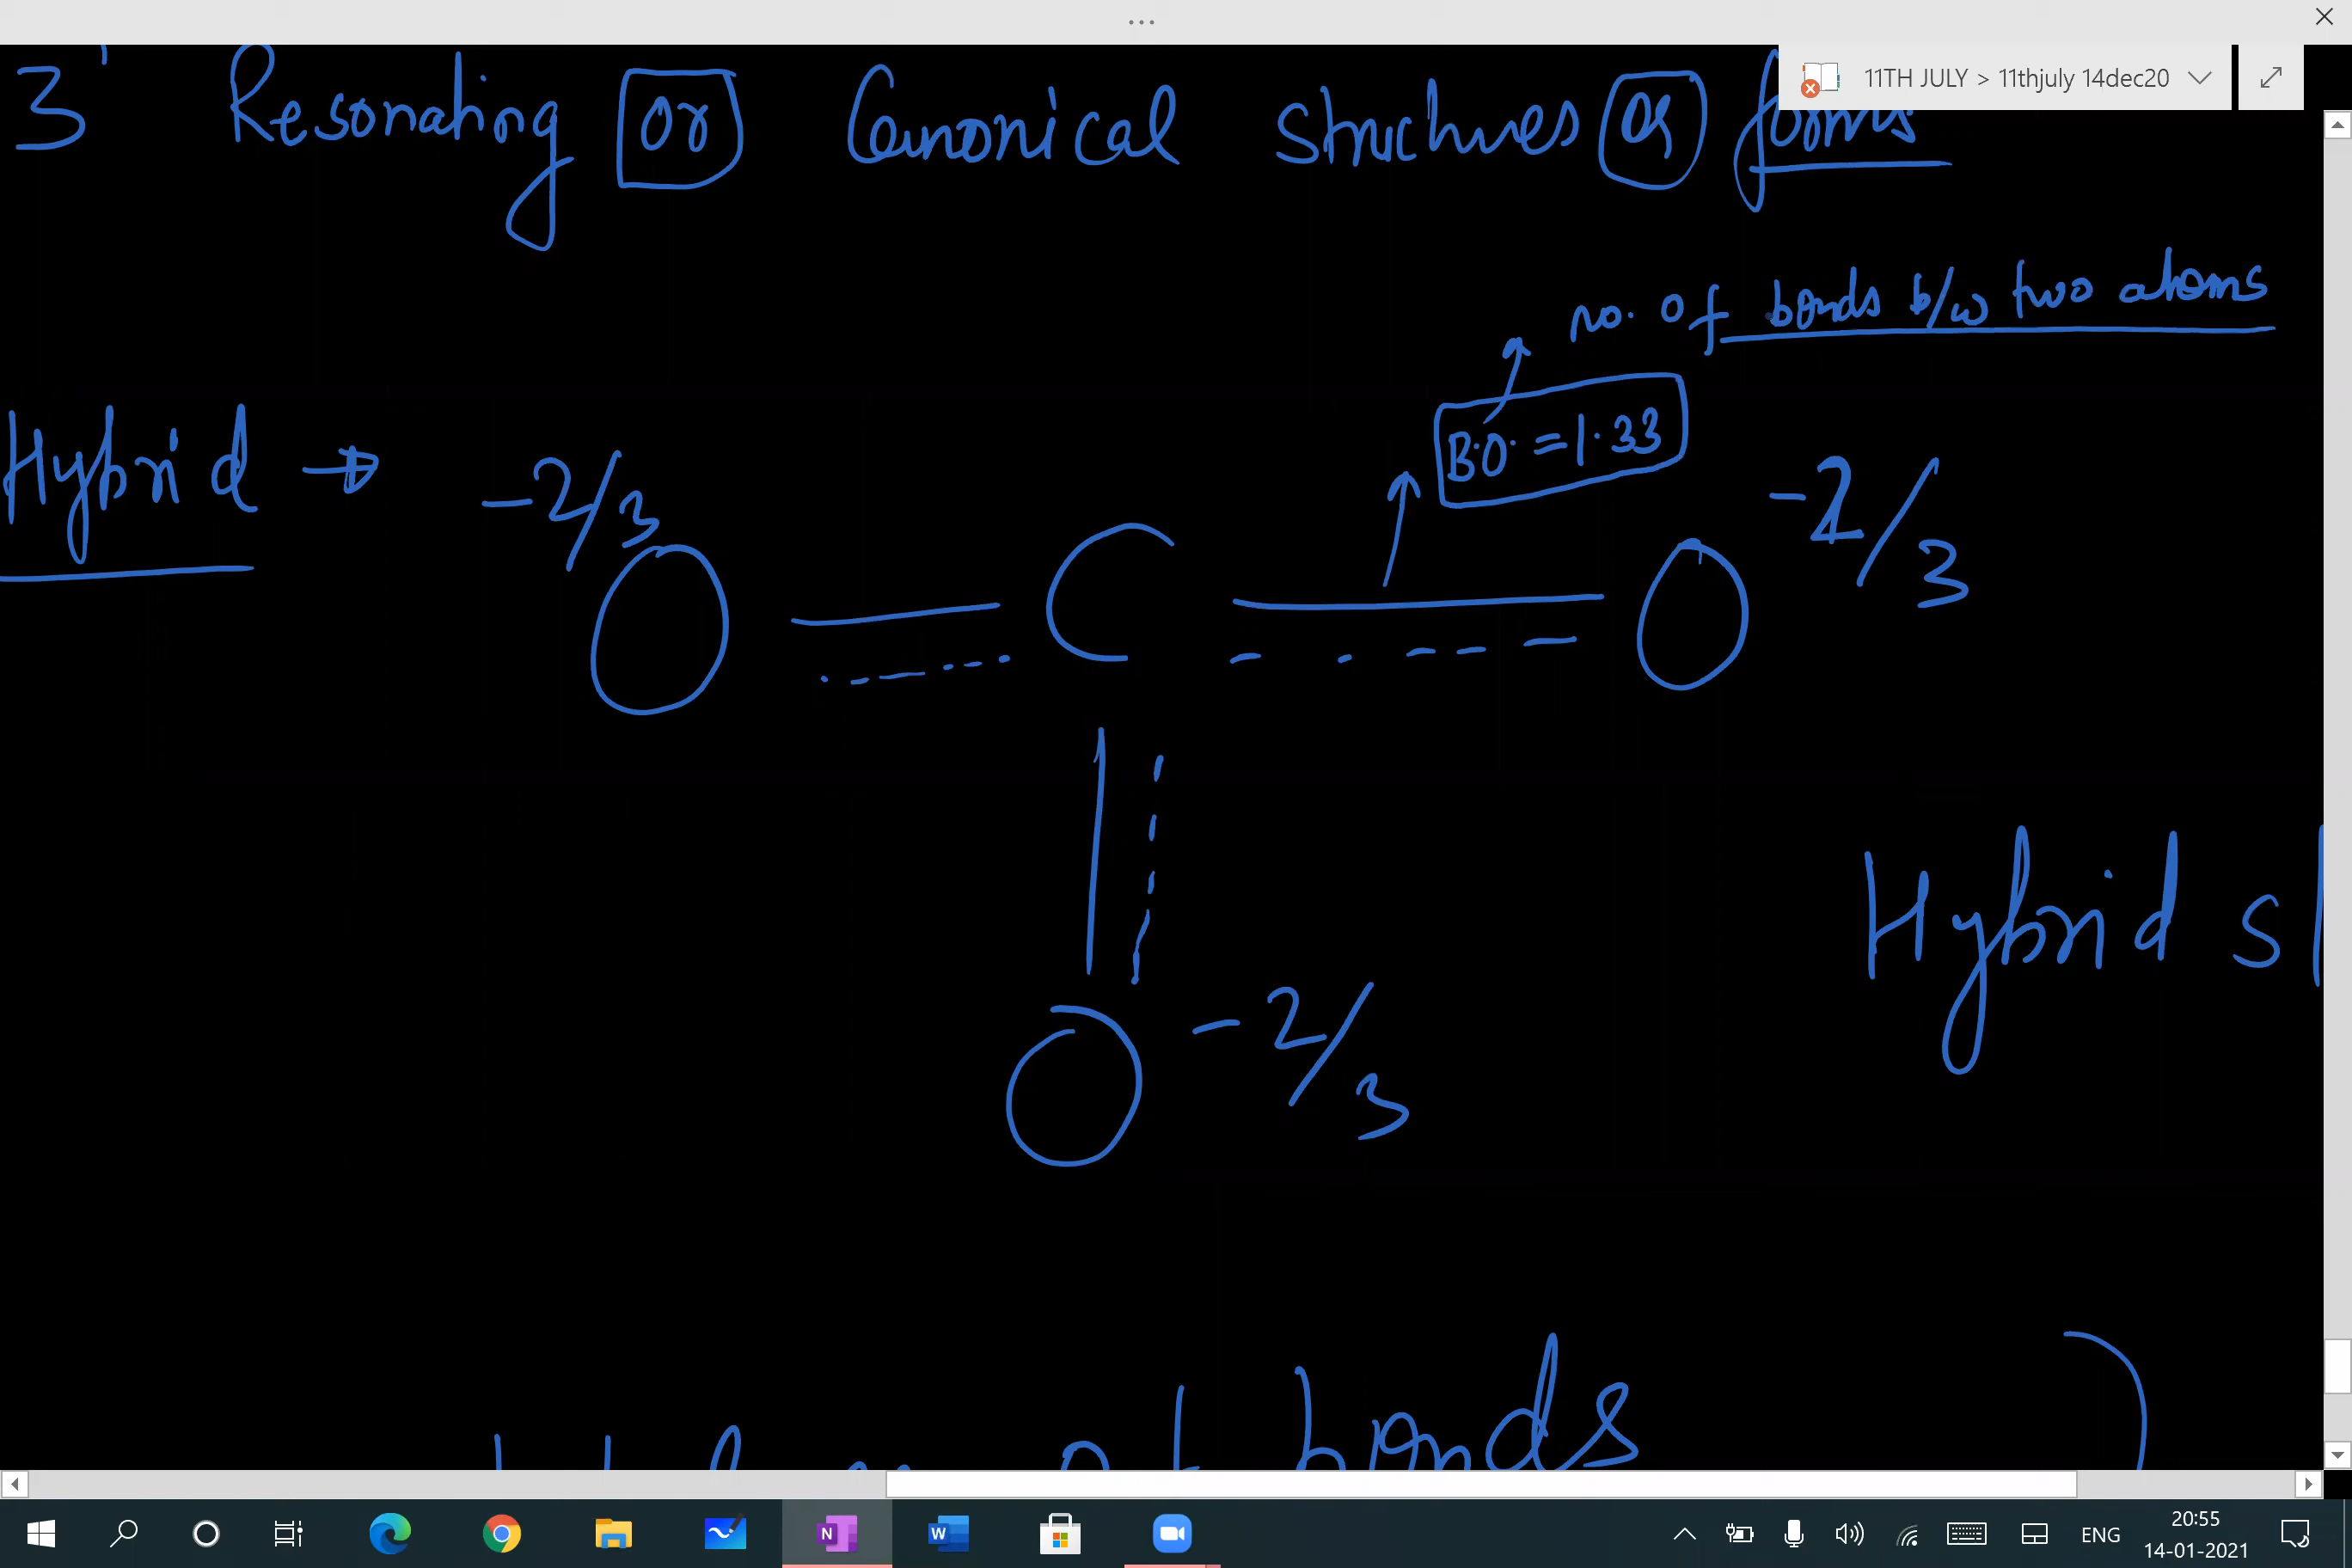 ...
11TH JULY > 11thjuly 14dec20
3 Resonating or Canonical structures or forms
no. of bonds b/w two atoms
B.O. = 1.33
Hybrid →
-2/3 -2/3
O C O
O -2/3
Hybrid
of bonds
N
W
ENG
20:55
14-01-2021